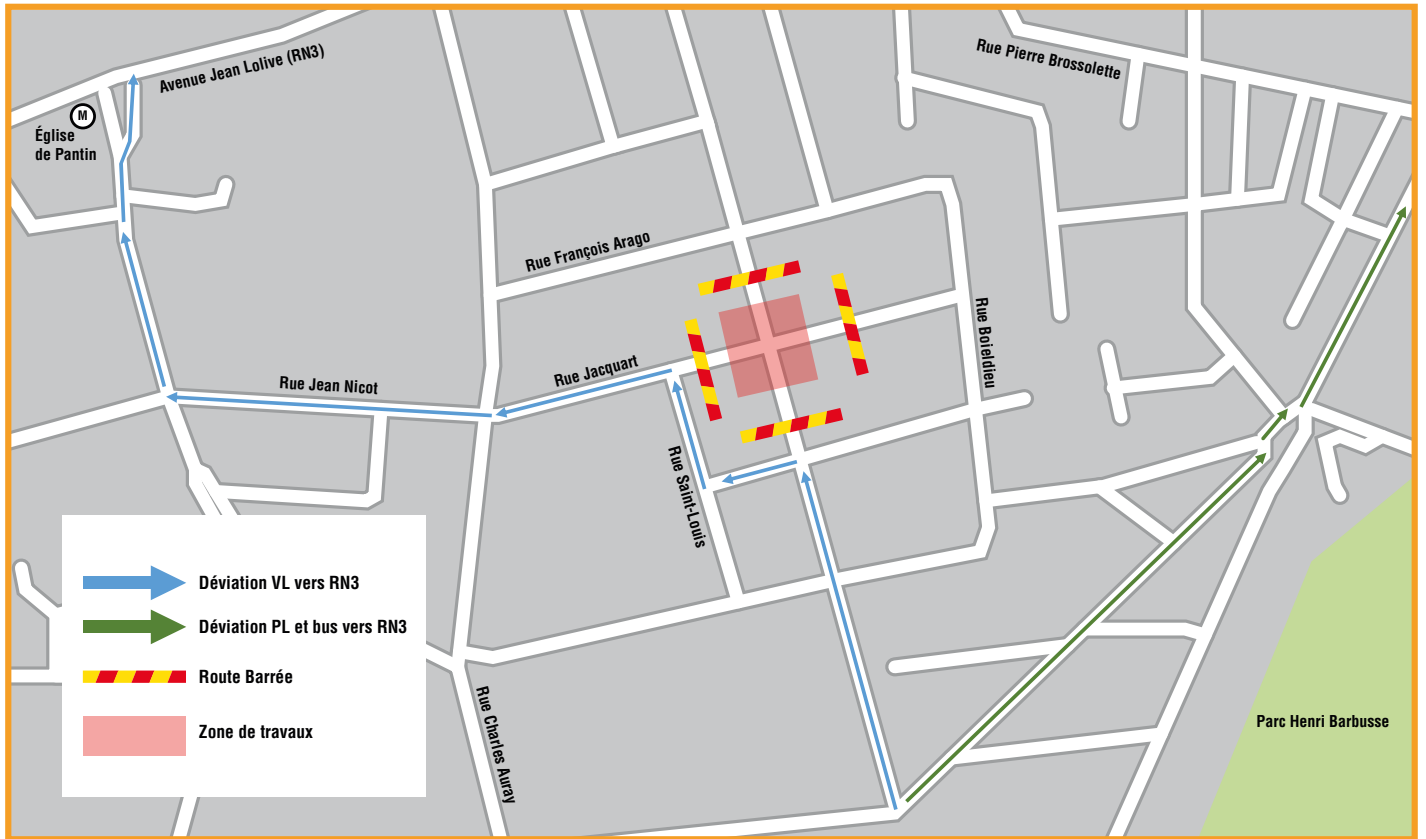 Avenue Jean Lolive (RN3)
Rue Pierre Brossolette
M
Église
de Pantin
Rue François Arago
Rue Boieldieu
Rue Jacquart
Rue Jean Nicot
Rue Saint-Louis
Déviation VL vers RN3
Déviation PL et bus vers RN3
Route Barrée
Zone de travaux
Rue Charles Auray
Parc Henri Barbusse